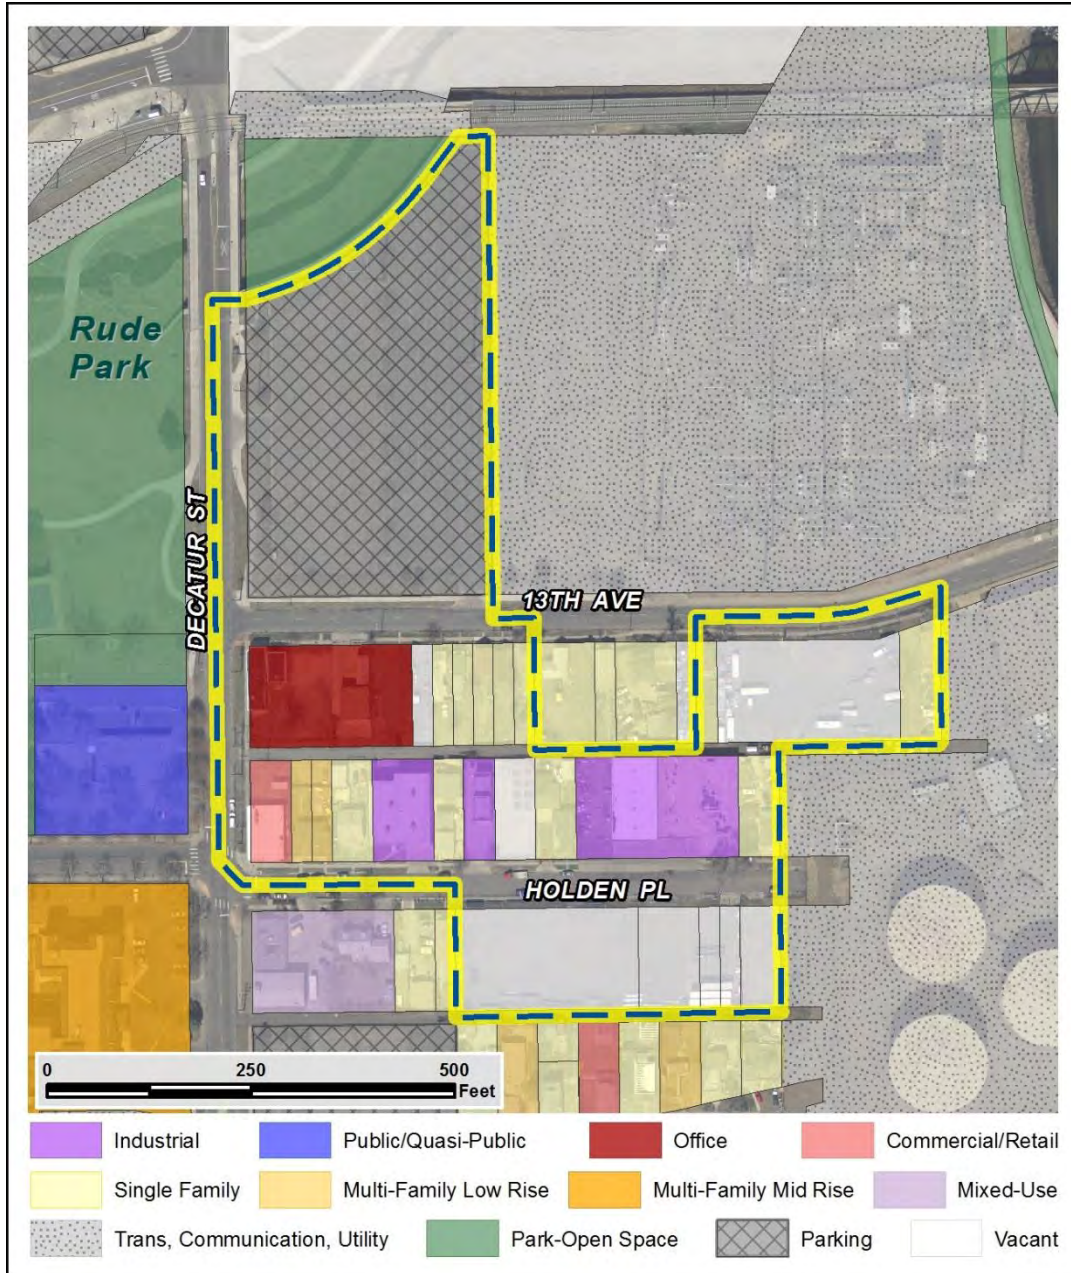 Rude
Park
DECATUR ST
13TH AVE
HOLDEN PL
0 250 500
Feet
Industrial Public/Quasi-Public Office Commercial/Retail
Single Family Multi-Family Low Rise Multi-Family Mid Rise Mixed-Use
Trans, Communication, Utility Park-Open Space Parking Vacant